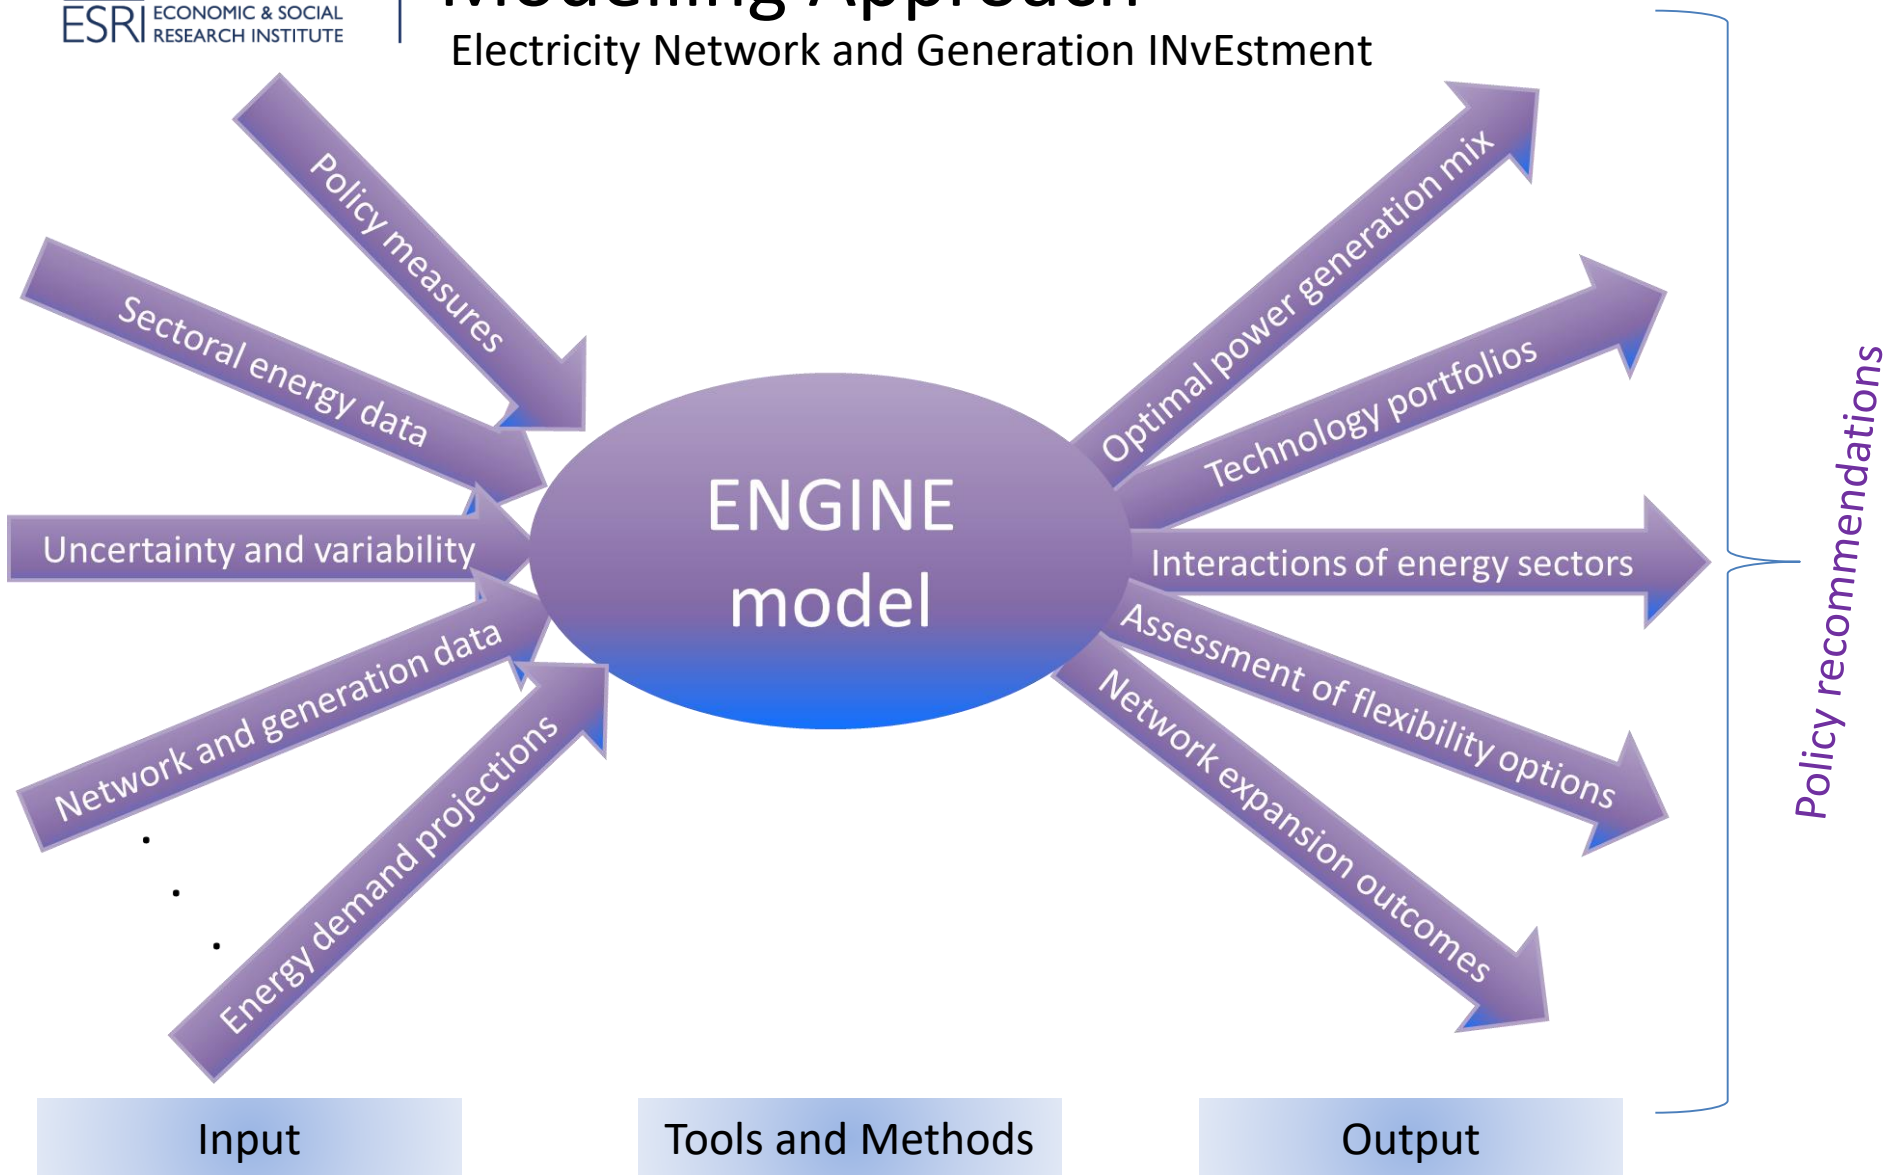 ESRI
ECONOMIC & SOCIAL
RESEARCH INSTITUTE
Modelling Approach
Electricity Network and Generation INvEstment
Policy measures
Sectoral energy data
Uncertainty and variability
Network and generation data
Energy demand projections
ENGINE
model
Optimal power generation mix
Technology portfolios
Interactions of energy sectors
Assessment of flexibility options
Network expansion outcomes
Policy recommendations
Input
Tools and Methods
Output